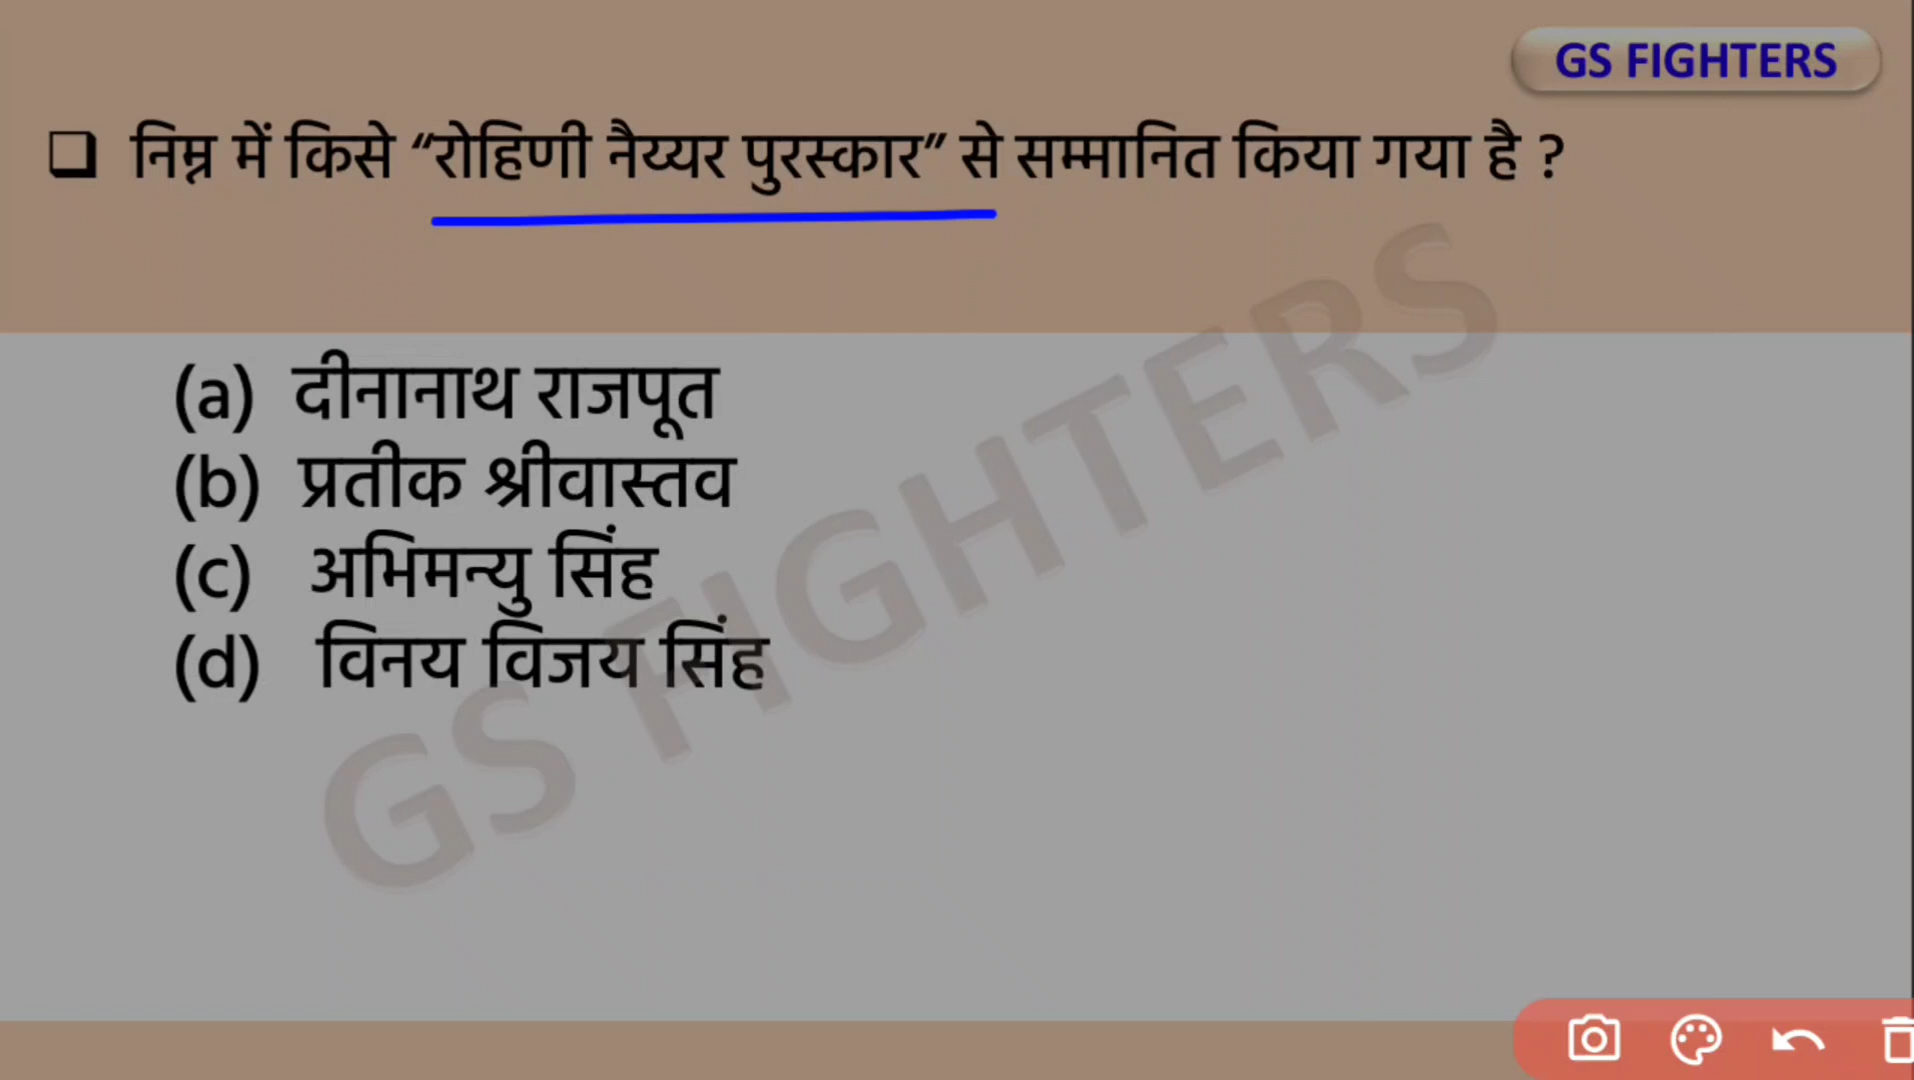 GS FIGHTERS
❑ निम्न में किसे “रोहिणी नैय्यर पुरस्कार” से सम्मानित किया गया है ?
(a) दीनानाथ राजपूत
(b) प्रतीक श्रीवास्तव
(c) अभिमन्यु सिंह
(d) विनय विजय सिंह
GS FIGHTERS